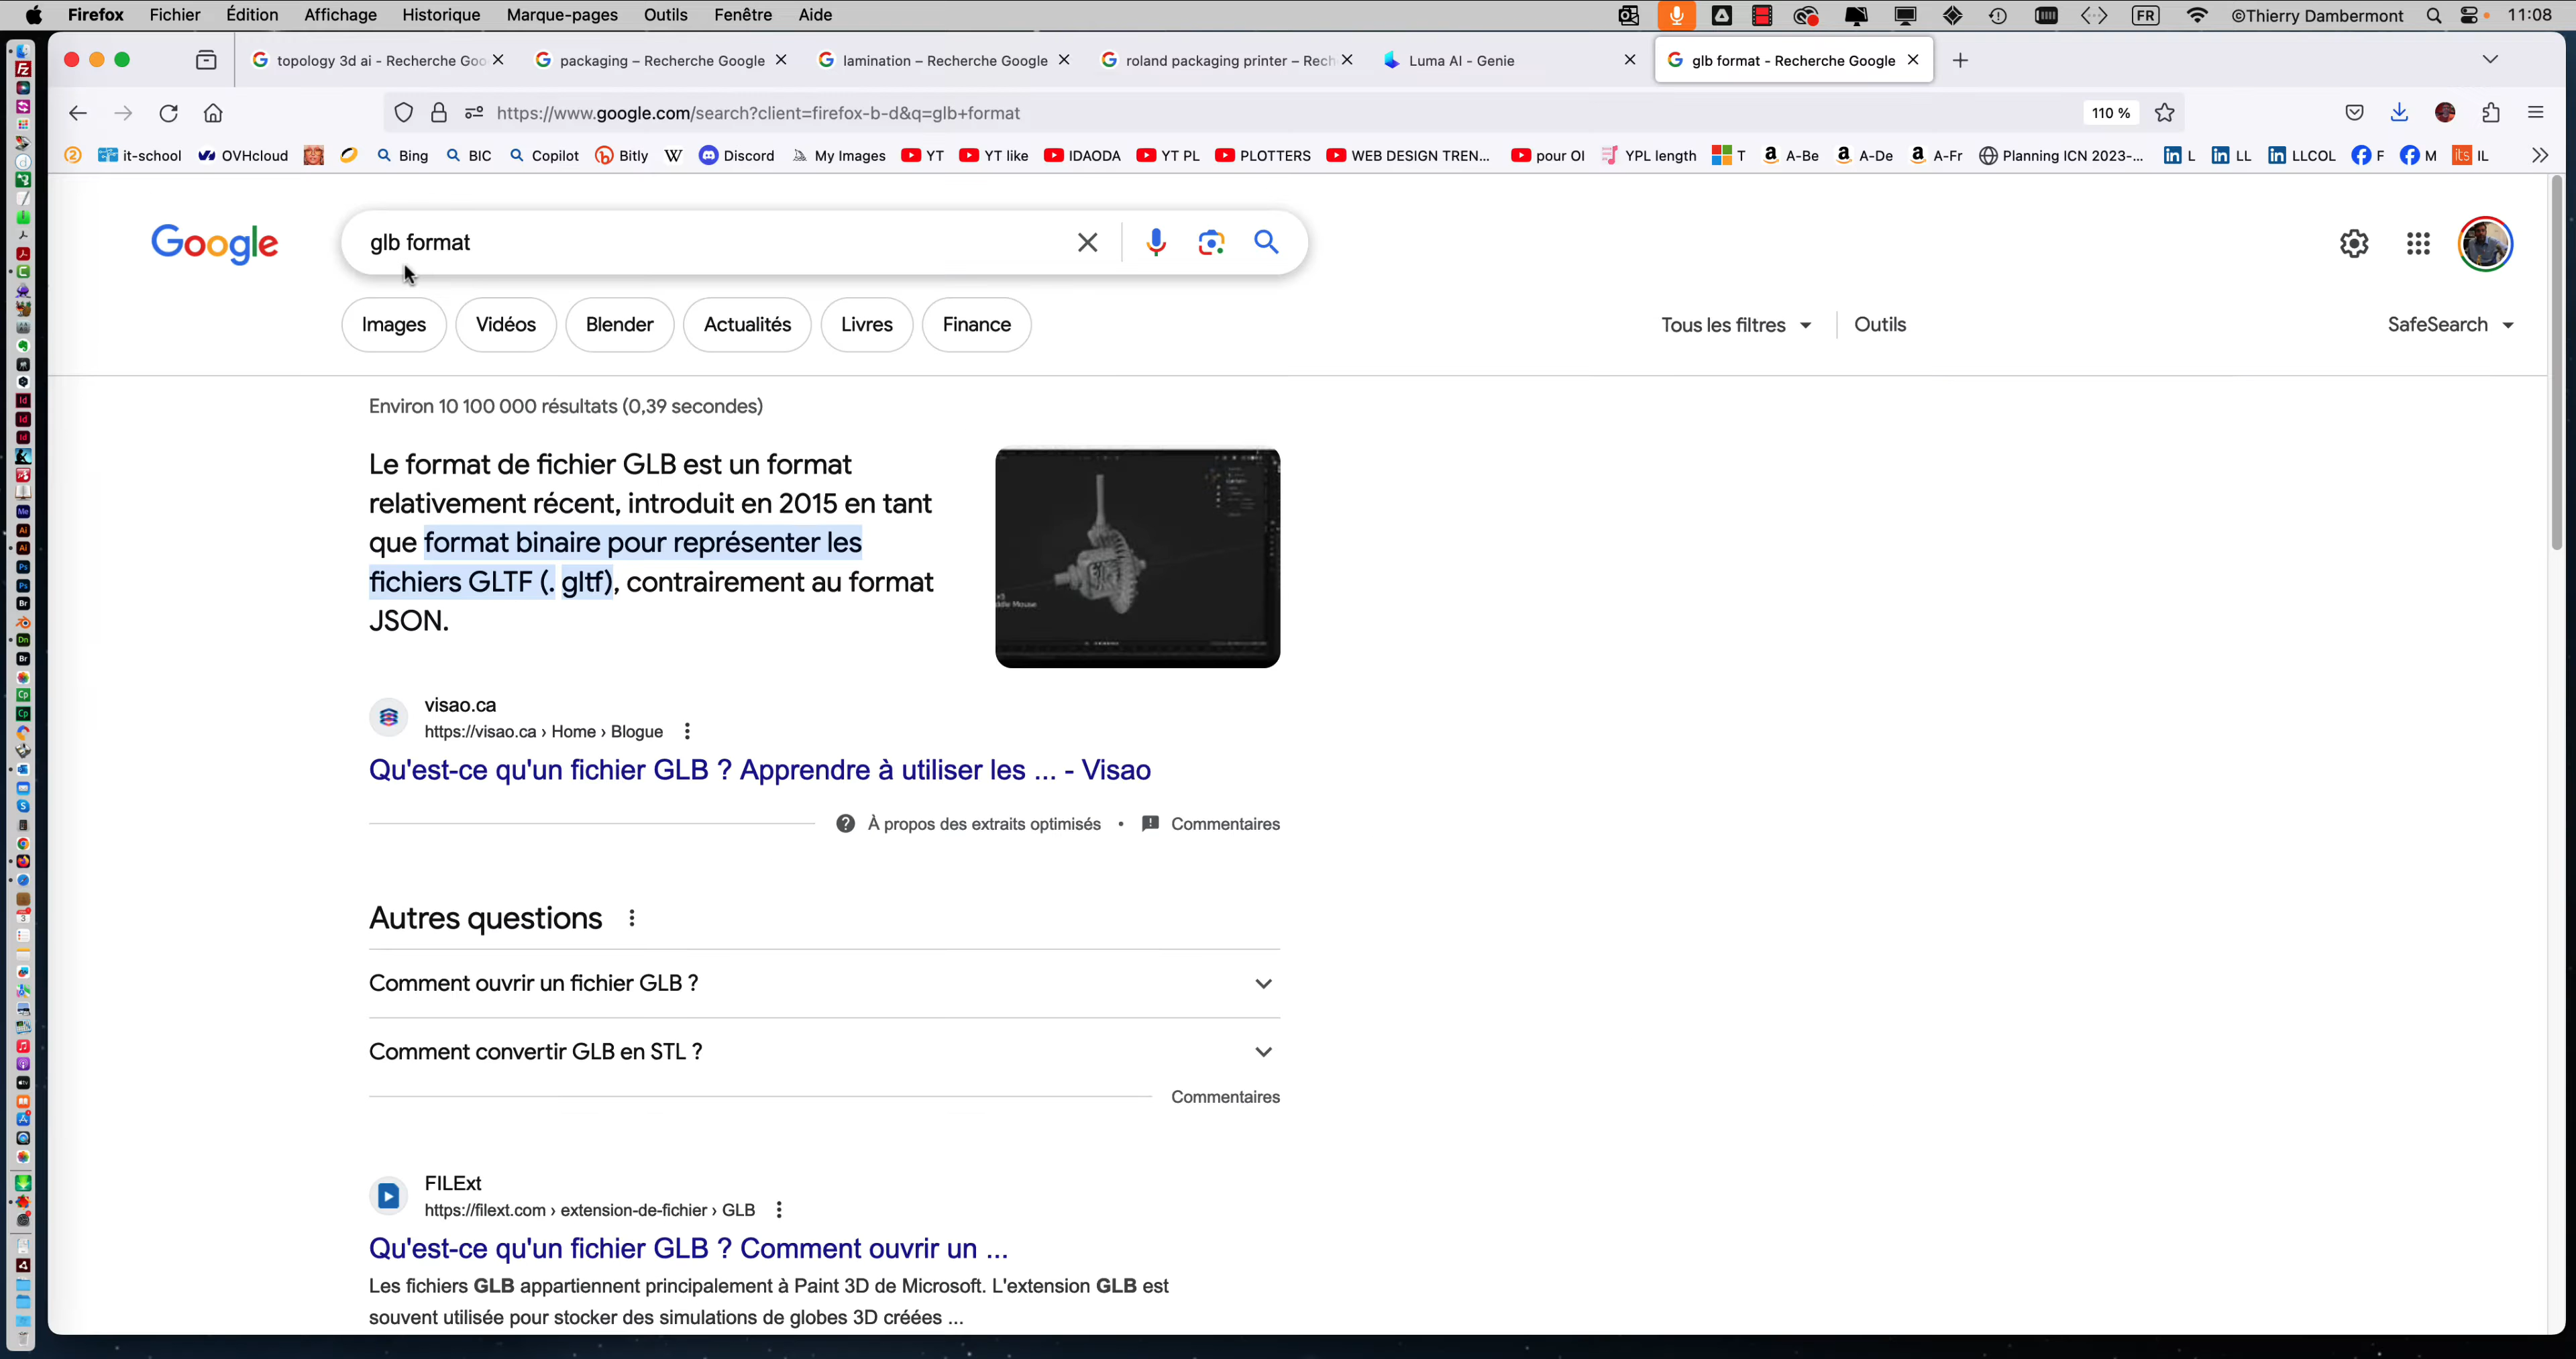 Firefox Fichier Édition Affichage Historique Marque-pages Outils Fenêtre Aide FR ©Thierry Dambermont 11:08
topology 3d ai - Recherche Goo packaging – Recherche Google lamination – Recherche Google roland packaging printer – Rech Luma AI - Genie glb format - Recherche Google
https://www.google.com/search?client=firefox-b-d&q=glb+format 110 %
it-school OVHcloud Bing BIC Copilot Bitly W Discord My Images YT YT like IDAODA YT PL PLOTTERS WEB DESIGN TREN... pour OI YPL length T A-Be A-De A-Fr Planning ICN 2023-... L LL LLCOL F M IL
Google glb format
Images Vidéos Blender Actualités Livres Finance Tous les filtres Outils SafeSearch
Environ 10 100 000 résultats (0,39 secondes)
Le format de fichier GLB est un format
relativement récent, introduit en 2015 en tant
que format binaire pour représenter les
fichiers GLTF (. gltf), contrairement au format
JSON.
visao.ca
https://visao.ca › Home › Blogue
Qu'est-ce qu'un fichier GLB ? Apprendre à utiliser les ... - Visao
À propos des extraits optimisés • Commentaires
Autres questions
Comment ouvrir un fichier GLB ?
Comment convertir GLB en STL ?
Commentaires
FILExt
https://filext.com › extension-de-fichier › GLB
Qu'est-ce qu'un fichier GLB ? Comment ouvrir un ...
Les fichiers GLB appartiennent principalement à Paint 3D de Microsoft. L'extension GLB est
souvent utilisée pour stocker des simulations de globes 3D créées ...